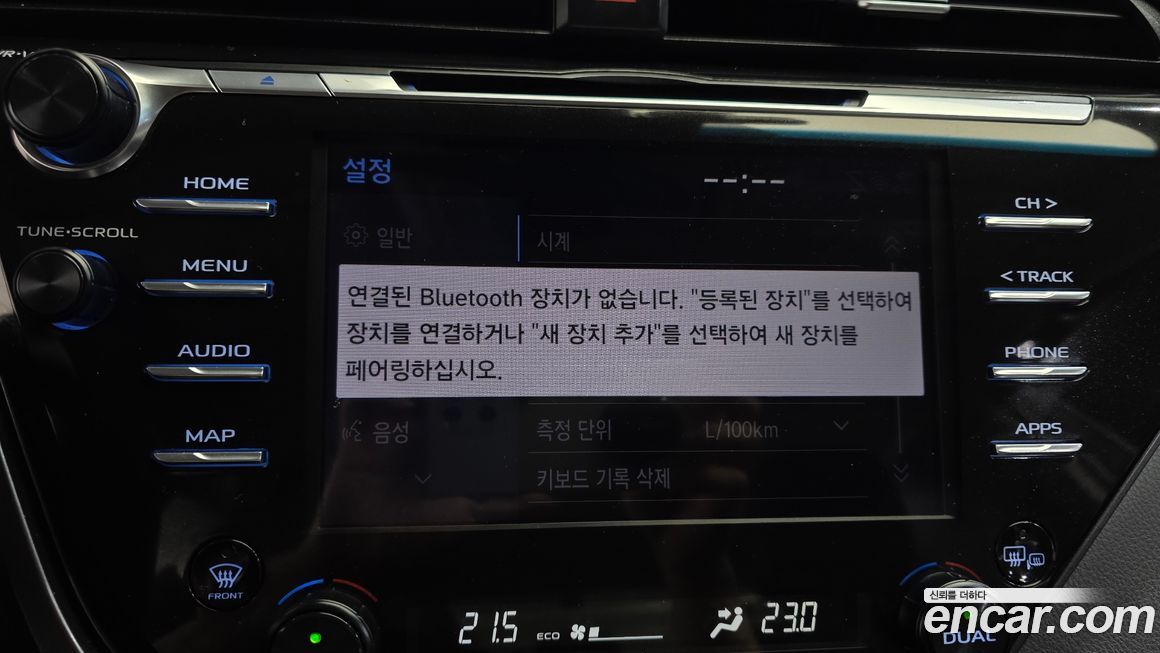 설정
--:--
HOME
CH >
TUNE•SCROLL
일반
시계
MENU
< TRACK
연결된 Bluetooth 장치가 없습니다. "등록된 장치"를 선택하여
장치를 연결하거나 "새 장치 추가"를 선택하여 새 장치를
페어링하십시오.
AUDIO
PHONE
MAP
음성
측정 단위
L/100km
APPS
키보드 기록 삭제
FRONT
21.5
ECO
23.0
DUAL
신뢰를 더하다
encar.com